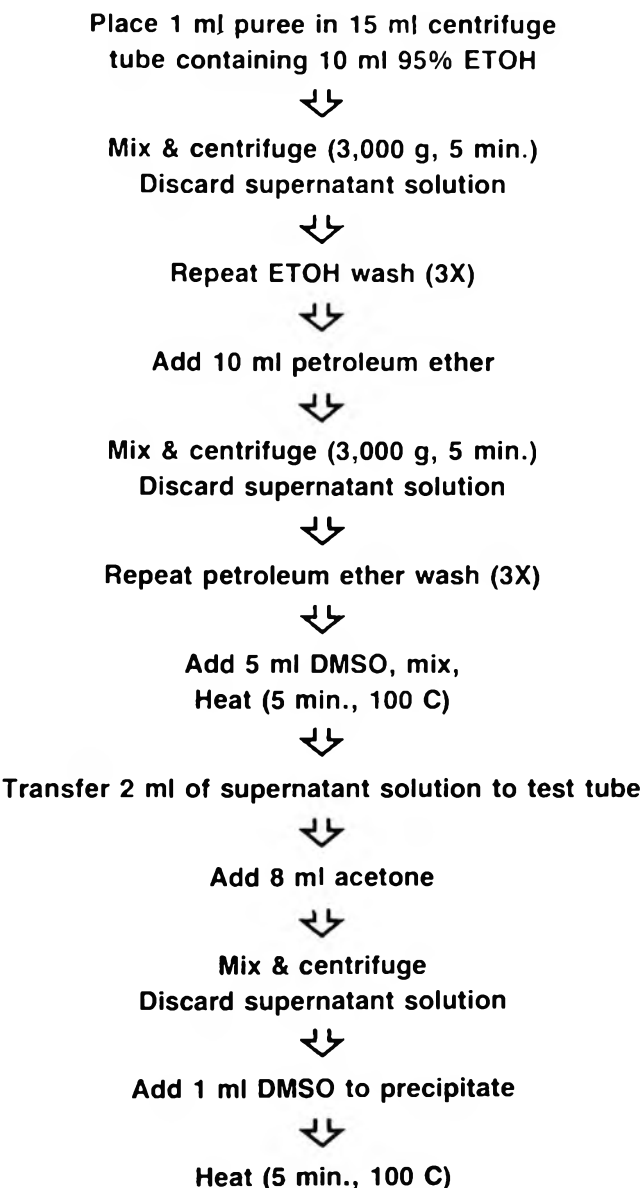 Place 1 ml puree in 15 ml centrifuge
tube containing 10 ml 95% ETOH
Mix & centrifuge (3,000 g, 5 min.)
Discard supernatant solution
Repeat ETOH wash (3X)
Add 10 ml petroleum ether
Mix & centrifuge (3,000 g, 5 min.)
Discard supernatant solution
Repeat petroleum ether wash (3X)
Add 5 ml DMSO, mix,
Heat (5 min., 100 C)
Transfer 2 ml of supernatant solution to test tube
Add 8 ml acetone
Mix & centrifuge
Discard supernatant solution
Add 1 ml DMSO to precipitate
Heat (5 min., 100 C)